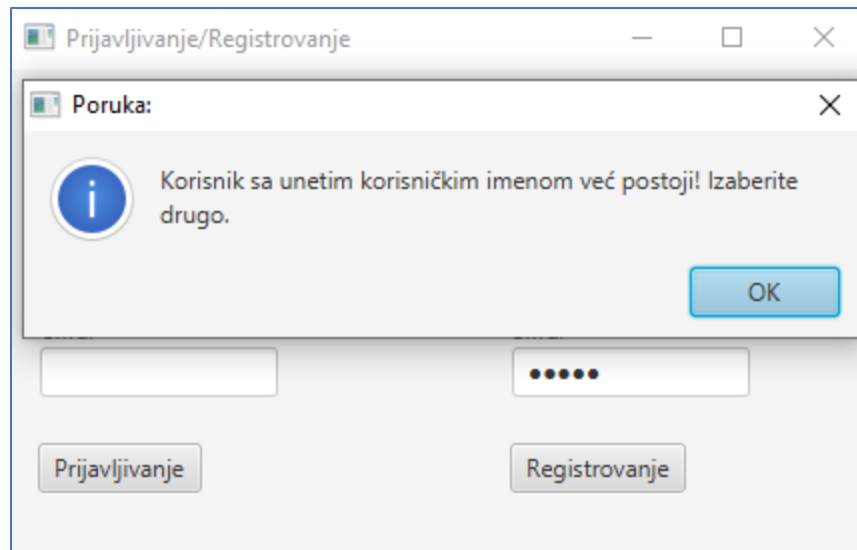 Prijavljivanje/Registrovanje
Poruka:
Korisnik sa unetim korisničkim imenom već postoji! Izaberite
drugo.
OK
•••••
Prijavljivanje
Registrovanje